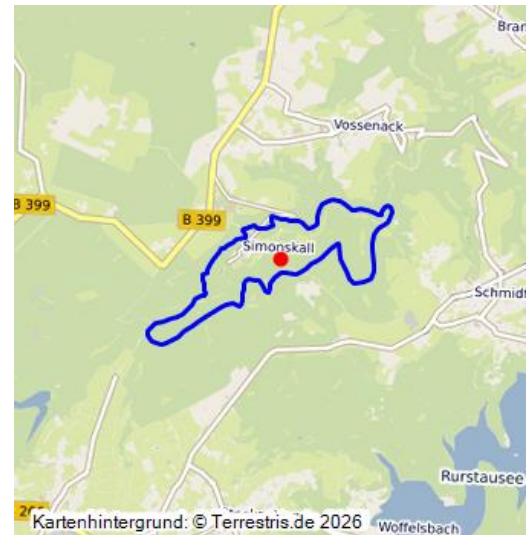 Bran
Vossenack
B 399
B 399
Simonskall
Schmidt
Rurstausee
Woffelsbach
Kartenhintergrund: © Terrestris.de 2026